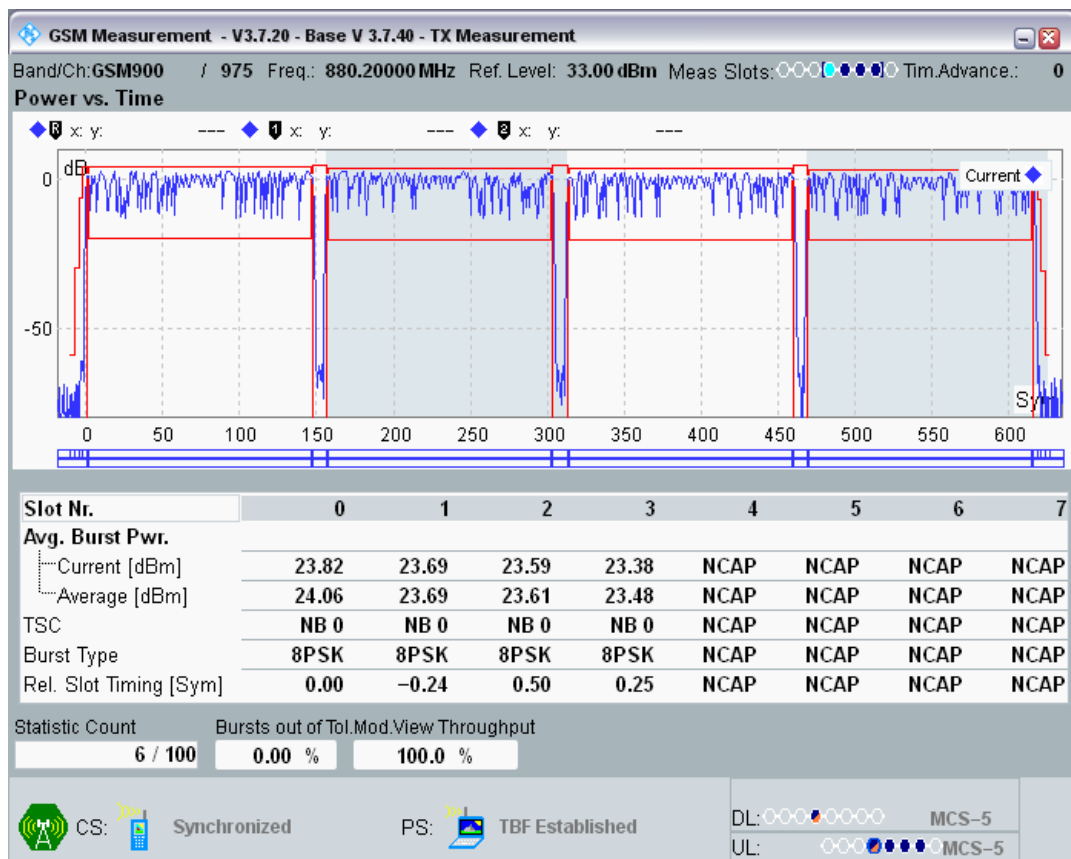 GSM Measurement - V3.7.20 - Base V 3.7.40 - TX Measurement
Band/Ch:GSM900 / 975 Freq.: 880.20000 MHz Ref. Level: 33.00 dBm Meas Slots: Tim.Advance.: 0
Power vs. Time
R x: y: --- 1 x: y: --- 2 x: y: ---
dB
Current
0
-50
Sym
0 50 100 150 200 250 300 350 400 450 500 550 600
Slot Nr. 0 1 2 3 4 5 6 7
Avg. Burst Pwr.
Current [dBm] 23.82 23.69 23.59 23.38 NCAP NCAP NCAP NCAP
Average [dBm] 24.06 23.69 23.61 23.48 NCAP NCAP NCAP NCAP
TSC NB 0 NB 0 NB 0 NB 0 NCAP NCAP NCAP NCAP
Burst Type 8PSK 8PSK 8PSK 8PSK NCAP NCAP NCAP NCAP
Rel. Slot Timing [Sym] 0.00 −0.24 0.50 0.25 NCAP NCAP NCAP NCAP
Statistic Count Bursts out of Tol.Mod.View Throughput
6 / 100 0.00 % 100.0 %
CS: Synchronized PS: TBF Established DL: MCS−5
UL: MCS−5